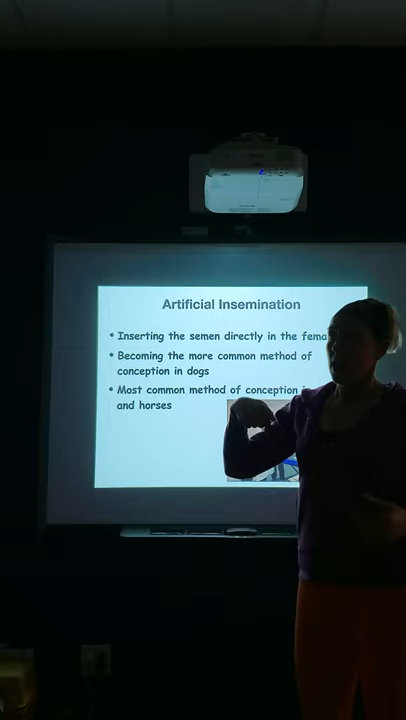 Artificial Insemination
• Inserting the semen directly in the
• Becoming the more common method of
conception in dogs
• Most common method of conception
and horses